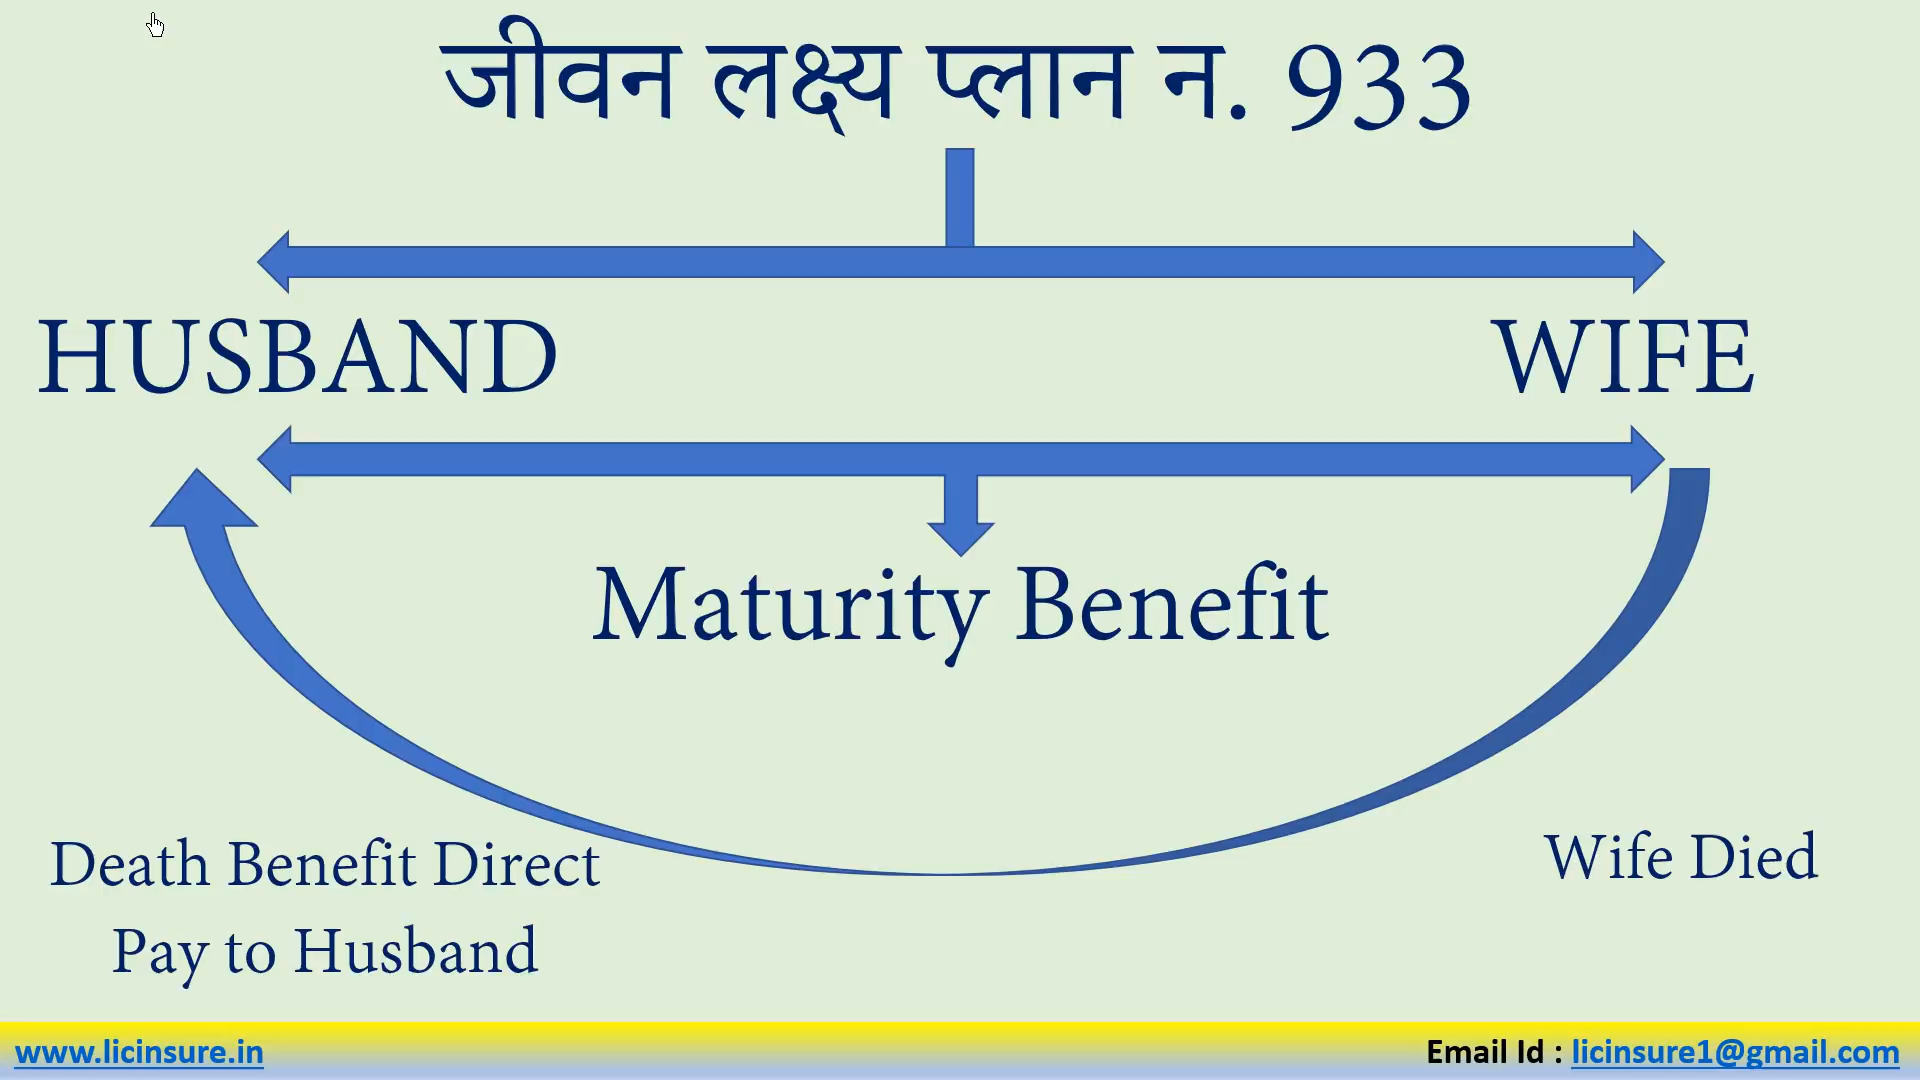 जीवन लक्ष्य प्लान न. 933
HUSBAND
WIFE
Maturity Benefit
Death Benefit Direct
Pay to Husband
Wife Died
www.licinsure.in
Email Id : licinsure1@gmail.com